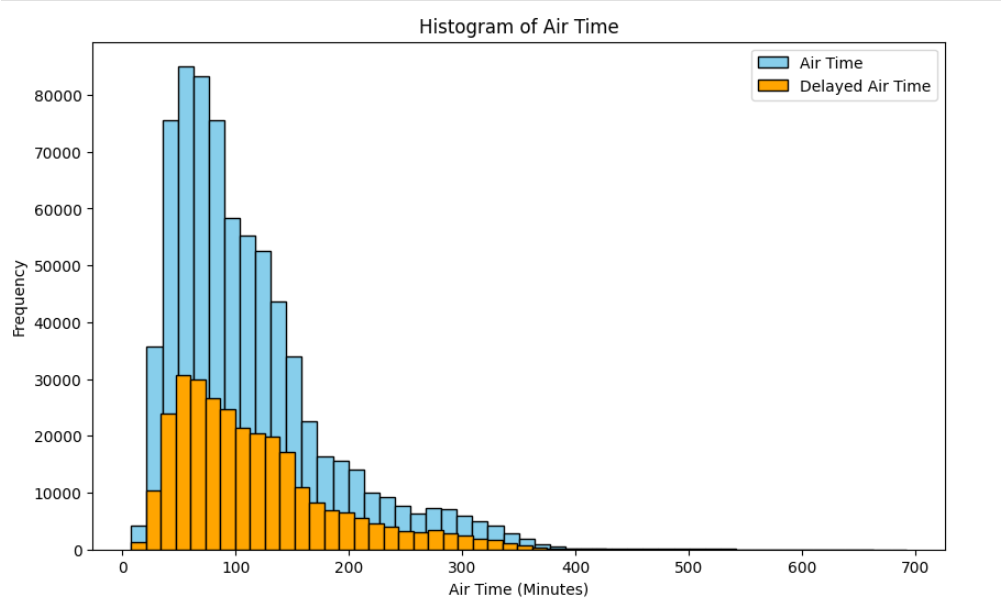 Histogram of Air Time
Air Time
Delayed Air Time
80000
70000
60000
50000
40000
30000
20000
10000
0
Frequency
0 100 200 300 400 500 600 700
Air Time (Minutes)